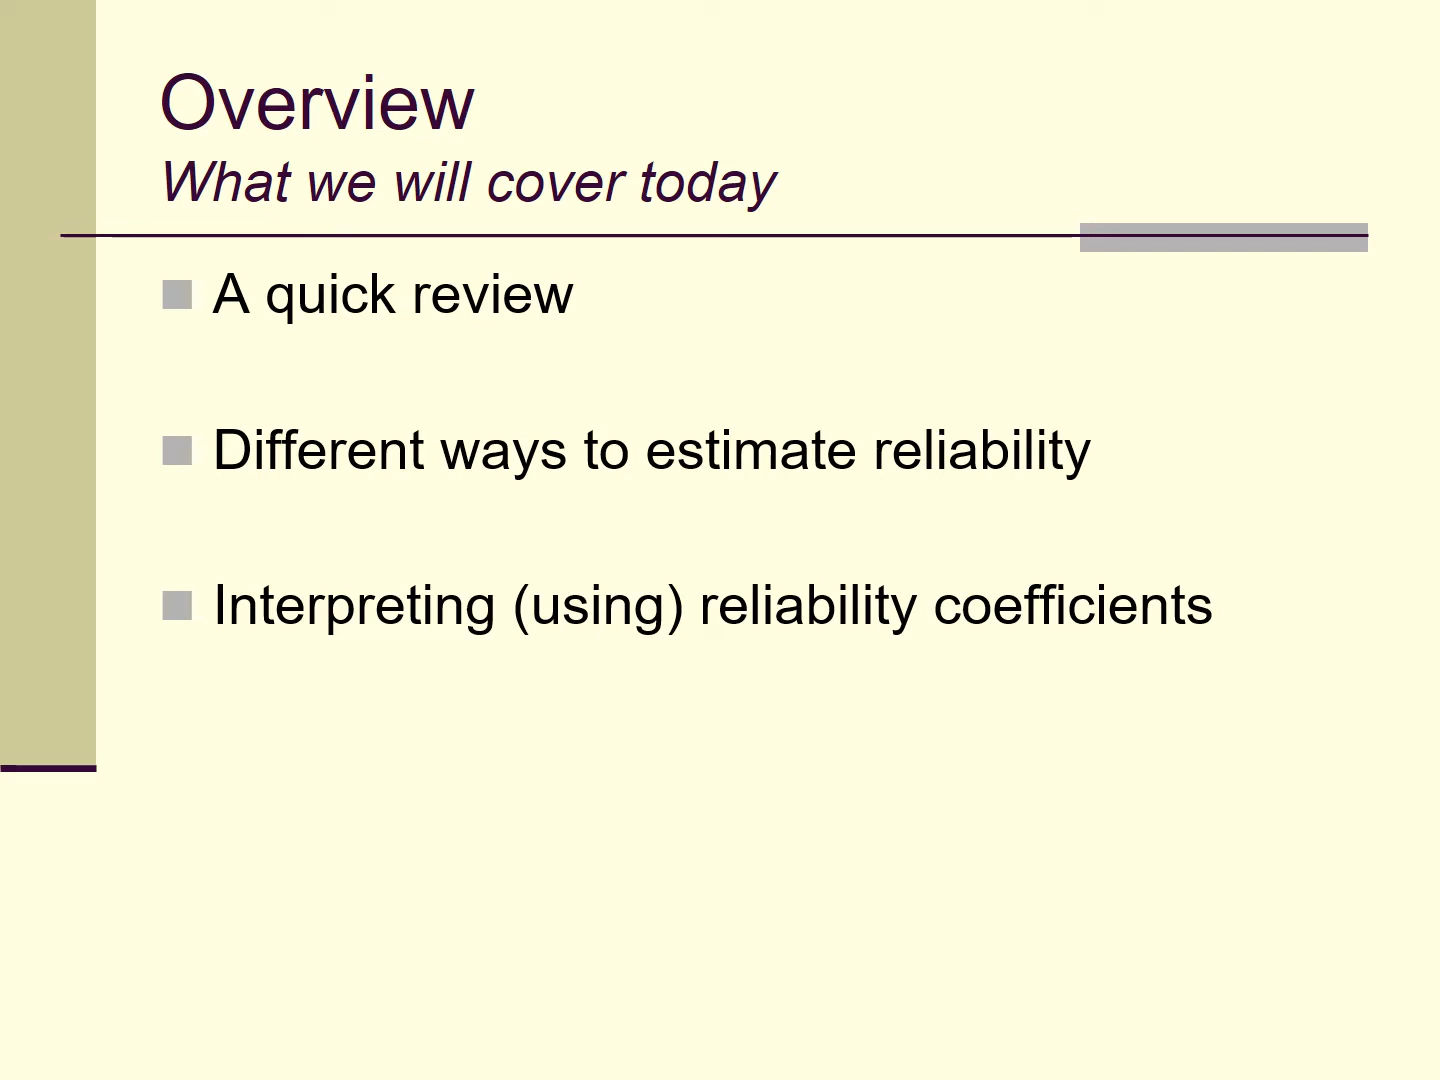 Overview
What we will cover today
A quick review
Different ways to estimate reliability
Interpreting (using) reliability coefficients